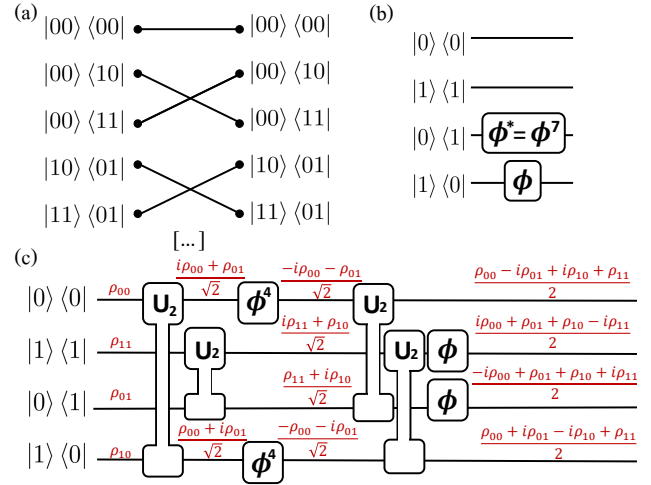 (a)
|00⟩ ⟨00| |00⟩ ⟨00|
|00⟩ ⟨10| |00⟩ ⟨10|
|00⟩ ⟨11| |00⟩ ⟨11|
|10⟩ ⟨01| |10⟩ ⟨01|
|11⟩ ⟨01| |11⟩ ⟨01|
[...]
(b)
|0⟩ ⟨0|
|1⟩ ⟨1|
|0⟩ ⟨1| ϕ* = ϕ⁷
|1⟩ ⟨0| ϕ
(c)
|0⟩ ⟨0| ρ₀₀ U₂ (iρ₀₀ + ρ₀₁)/√2 ϕ⁴ (−iρ₀₀ − ρ₀₁)/√2 U₂ (ρ₀₀ − iρ₀₁ + iρ₁₀ + ρ₁₁)/2
|1⟩ ⟨1| ρ₁₁ U₂ (iρ₁₁ + ρ₁₀)/√2 U₂ ϕ (iρ₀₀ + ρ₀₁ + ρ₁₀ − iρ₁₁)/2
|0⟩ ⟨1| ρ₀₁ (ρ₁₁ + iρ₁₀)/√2 ϕ (−iρ₀₀ + ρ₀₁ + ρ₁₀ + iρ₁₁)/2
|1⟩ ⟨0| ρ₁₀ (ρ₀₀ + iρ₀₁)/√2 ϕ⁴ (−ρ₀₀ − iρ₀₁)/√2 (ρ₀₀ + iρ₀₁ − iρ₁₀ + ρ₁₁)/2